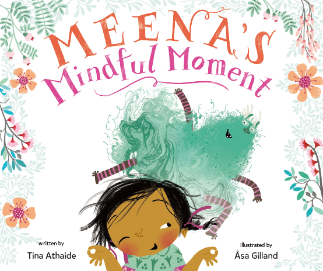 MEENA'S
Mindful Moment
written by
Tina Athaide
illustrated by
Åsa Gilland